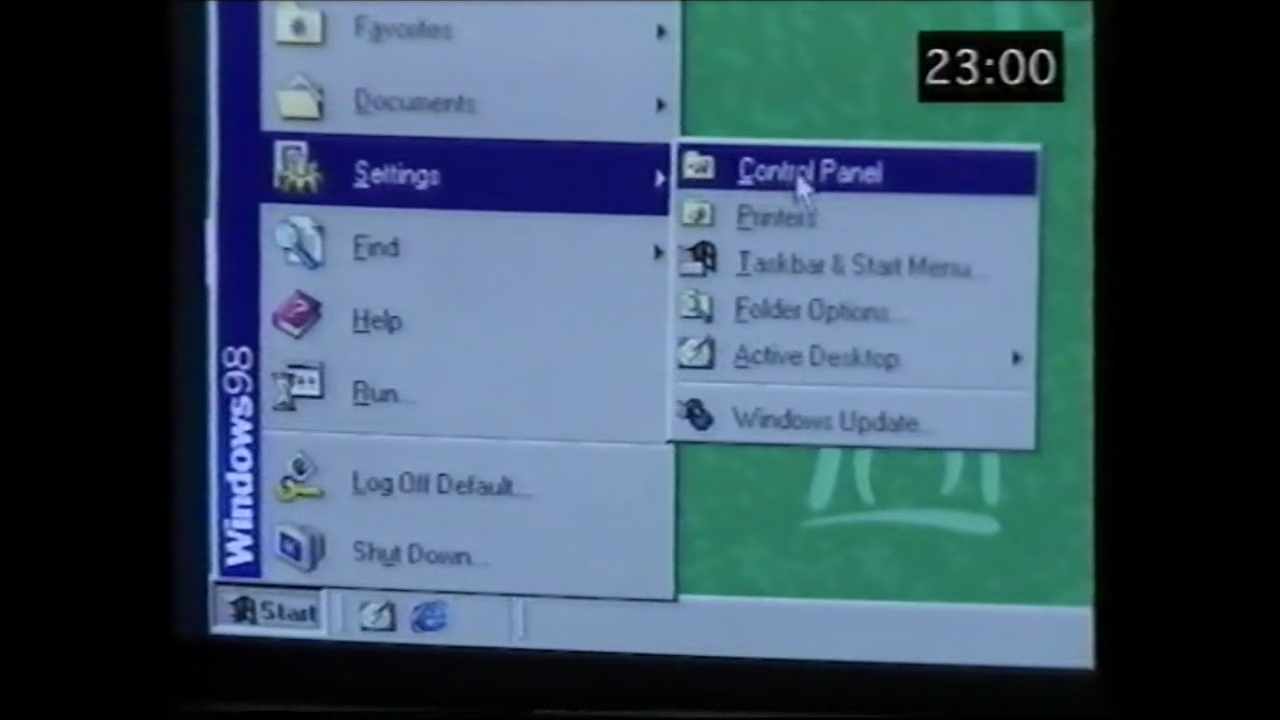 23:00
Favorites
Documents
Settings
Find
Help
Run...
Log Off Default...
Shut Down...
Windows98
Control Panel
Printers
Taskbar & Start Menu...
Folder Options...
Active Desktop
Windows Update...
Start